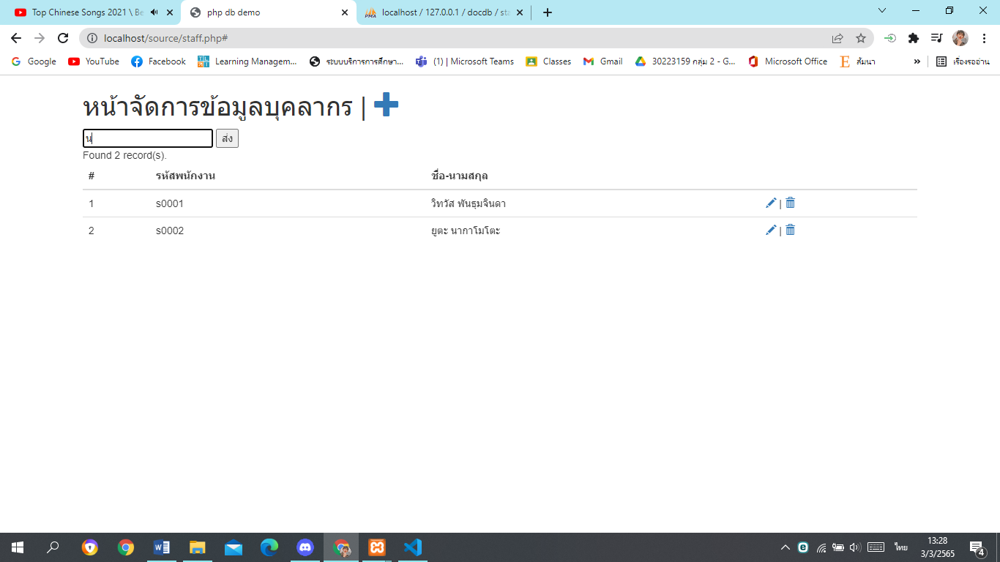 Top Chinese Songs 2021 \ Be
php db demo
localhost / 127.0.0.1 / docdb / sta
localhost/source/staff.php#
Google
YouTube
Facebook
Learning Managem...
ระบบบริการการศึกษา...
(1) | Microsoft Teams
Classes
Gmail
30223159 กลุ่ม 2 - G...
Microsoft Office
สัมนา
»
เรื่องรออ่าน
หน้าจัดการข้อมูลบุคลากร |
น ส่ง
Found 2 record(s).
# รหัสพนักงาน ชื่อ-นามสกุล
1 s0001 วิทวัส พันธุมจินดา |
2 s0002 ยูตะ นากาโมโตะ |
ไทย
13:28
3/3/2565
4